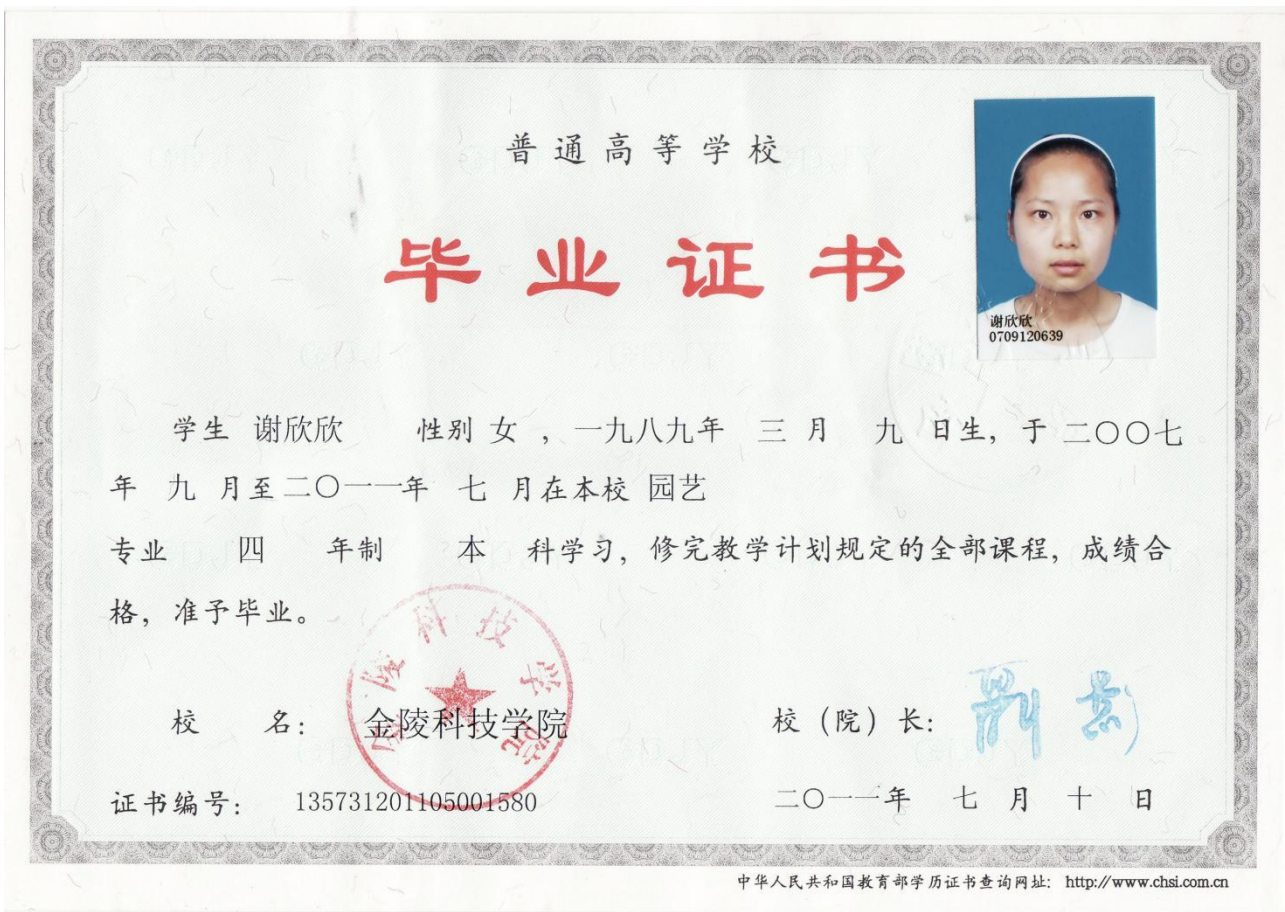 普通高等学校
毕业证书
谢欣欣
0709120639
学生 谢欣欣 性别 女 ，一九八九年 三 月 九 日生，于 二〇〇七
年 九 月至二〇一一年 七 月在本校 园艺
专业 四 年制 本 科学习，修完教学计划规定的全部课程，成绩合
格，准予毕业。
金陵科技学院
校 名： 金陵科技学院 校（院）长：
证书编号： 135731201105001580 二〇一一年 七 月 十 日
中华人民共和国教育部学历证书查询网址： http://www.chsi.com.cn